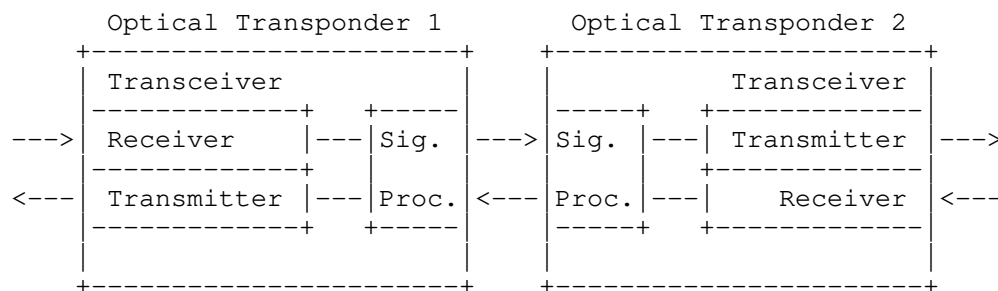 Optical Transponder 1 Optical Transponder 2
Transceiver Transceiver
Receiver Sig. Sig. Transmitter
Transmitter Proc. Proc. Receiver